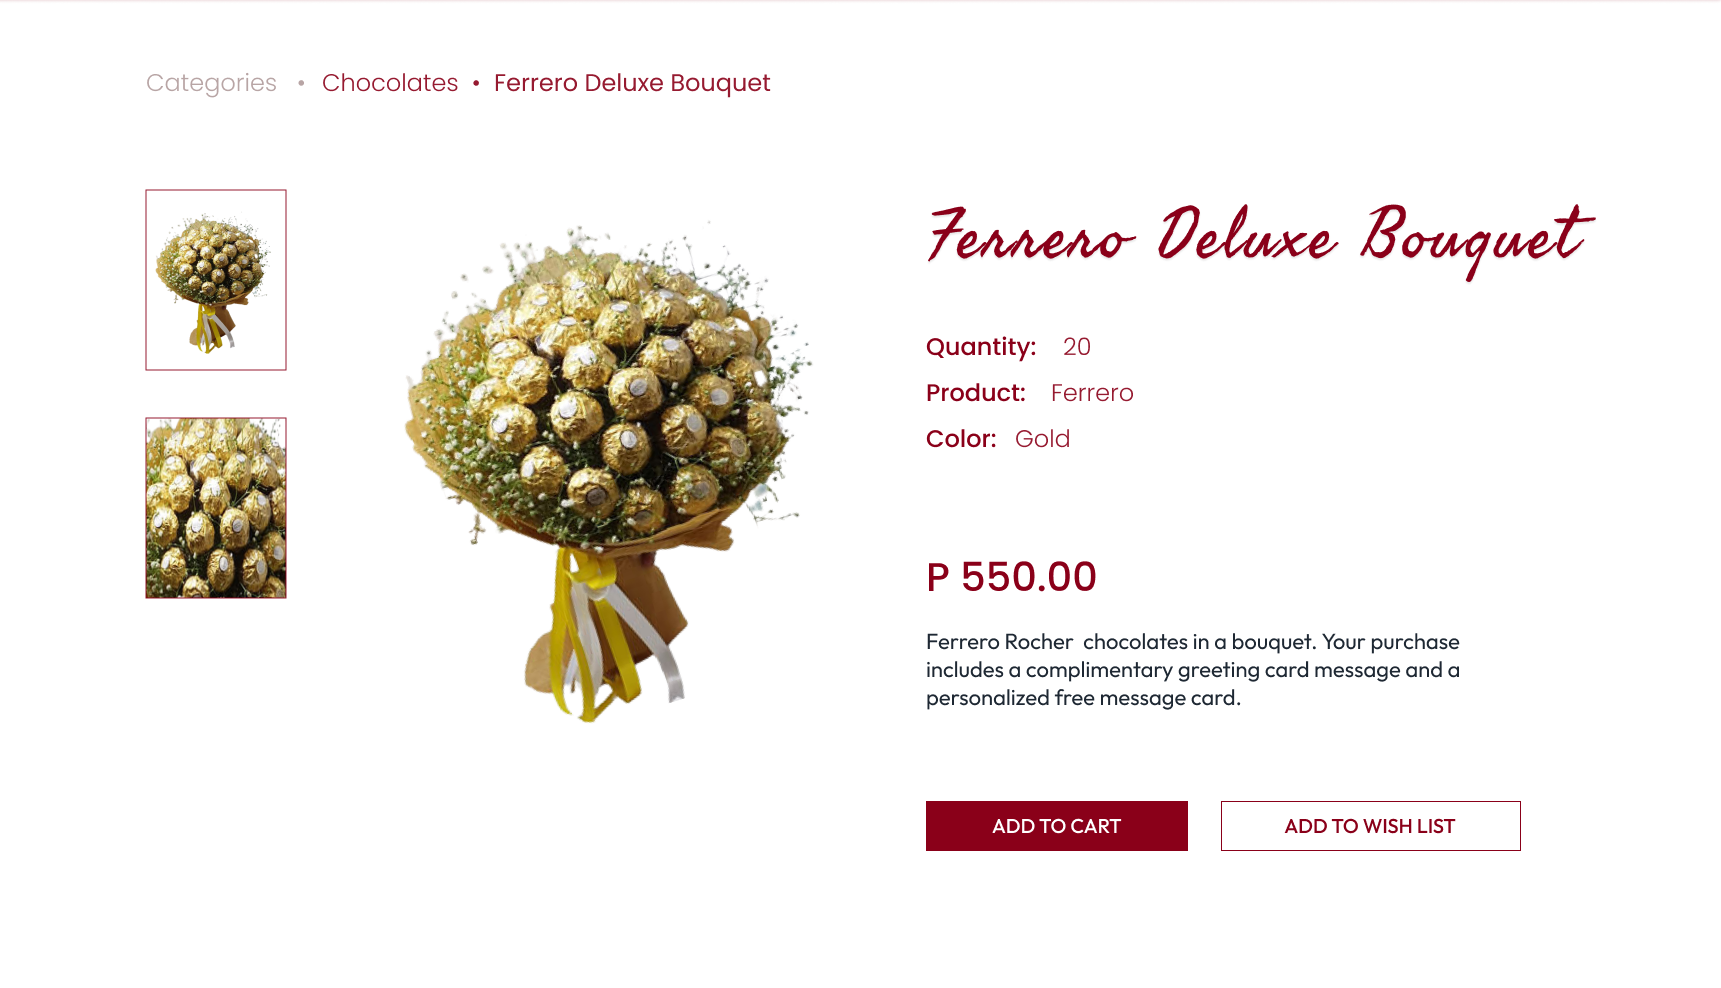 Categories • Chocolates • Ferrero Deluxe Bouquet
Ferrero Deluxe Bouquet
Quantity: 20
Product: Ferrero
Color: Gold
P 550.00
Ferrero Rocher chocolates in a bouquet. Your purchase
includes a complimentary greeting card message and a
personalized free message card.
ADD TO CART
ADD TO WISH LIST